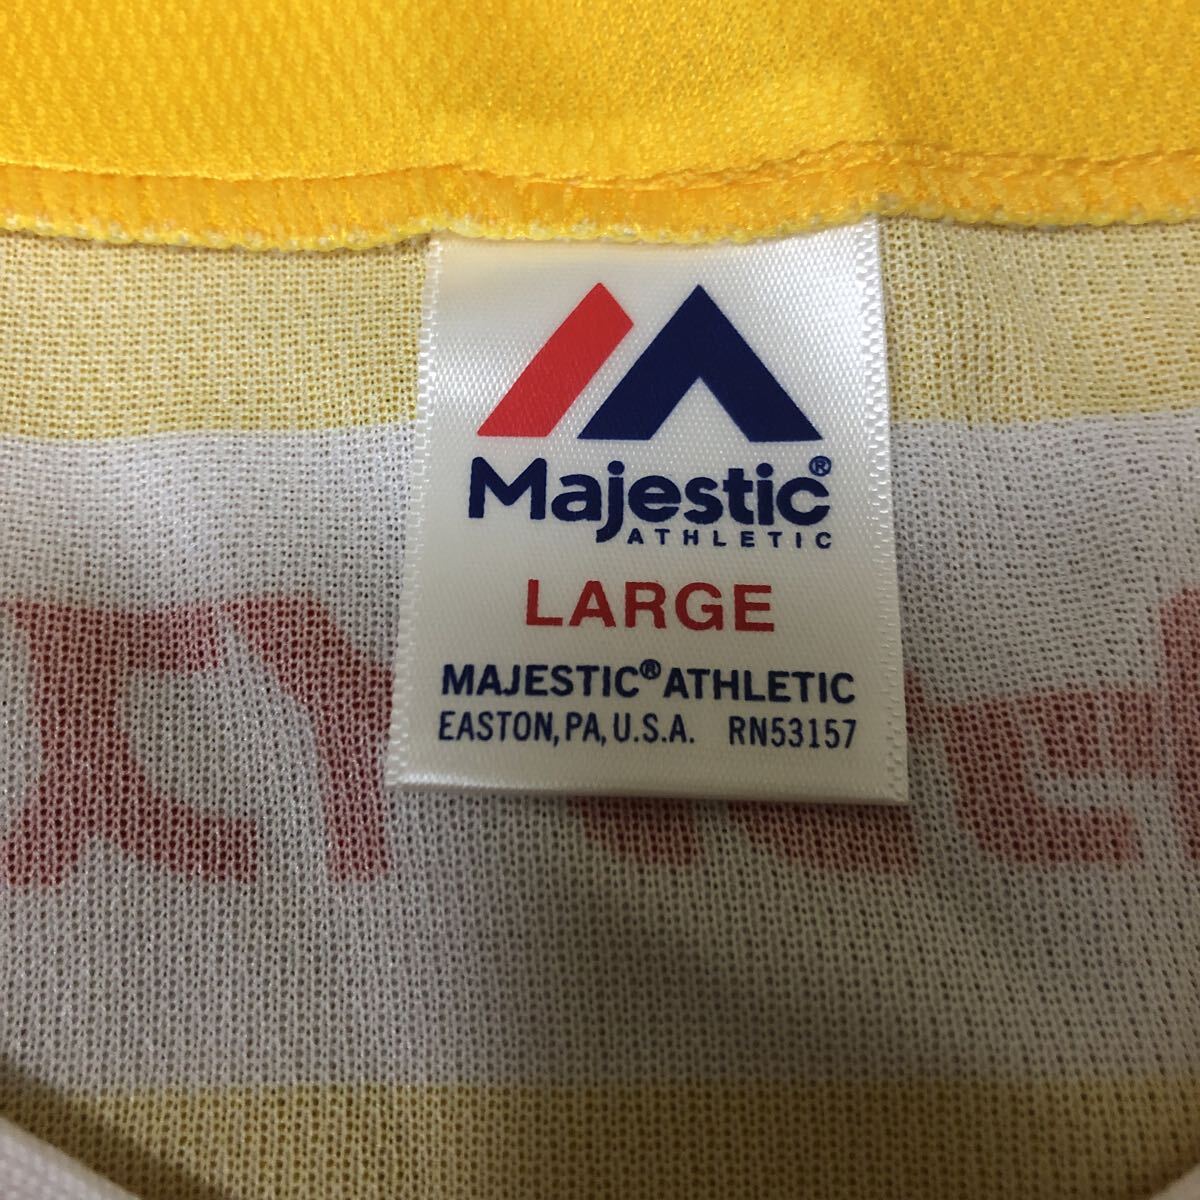 Majestic®
ATHLETIC
LARGE
MAJESTIC® ATHLETIC
EASTON, PA, U.S.A. RN53157